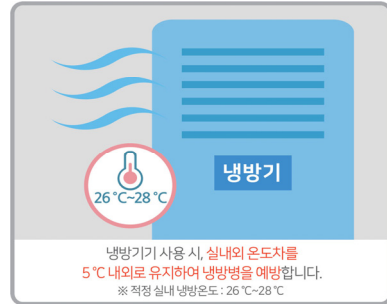 냉방기
26 ℃~28 ℃
냉방기기 사용 시, 실내외 온도차를
5 ℃ 내외로 유지하여 냉방병을 예방합니다.
※ 적정 실내 냉방온도 : 26 ℃~28 ℃